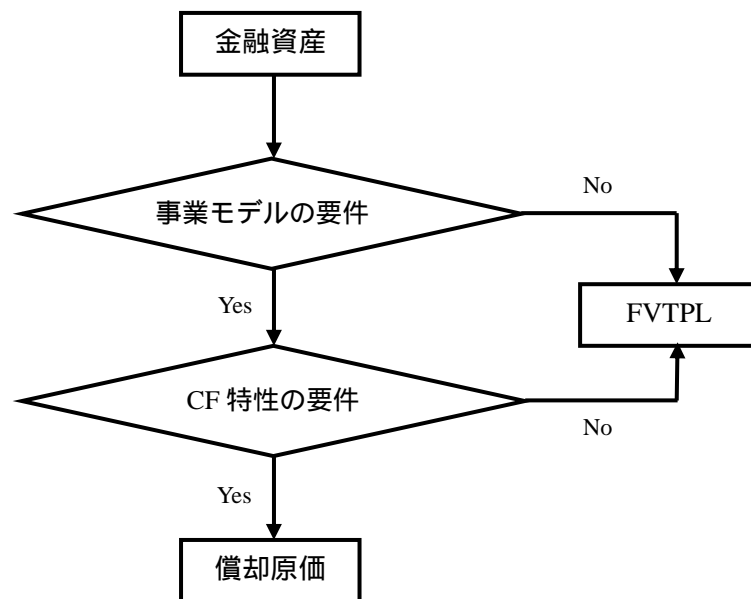 金融資産
事業モデルの要件
No
Yes
FVTPL
CF 特性の要件
No
Yes
償却原価